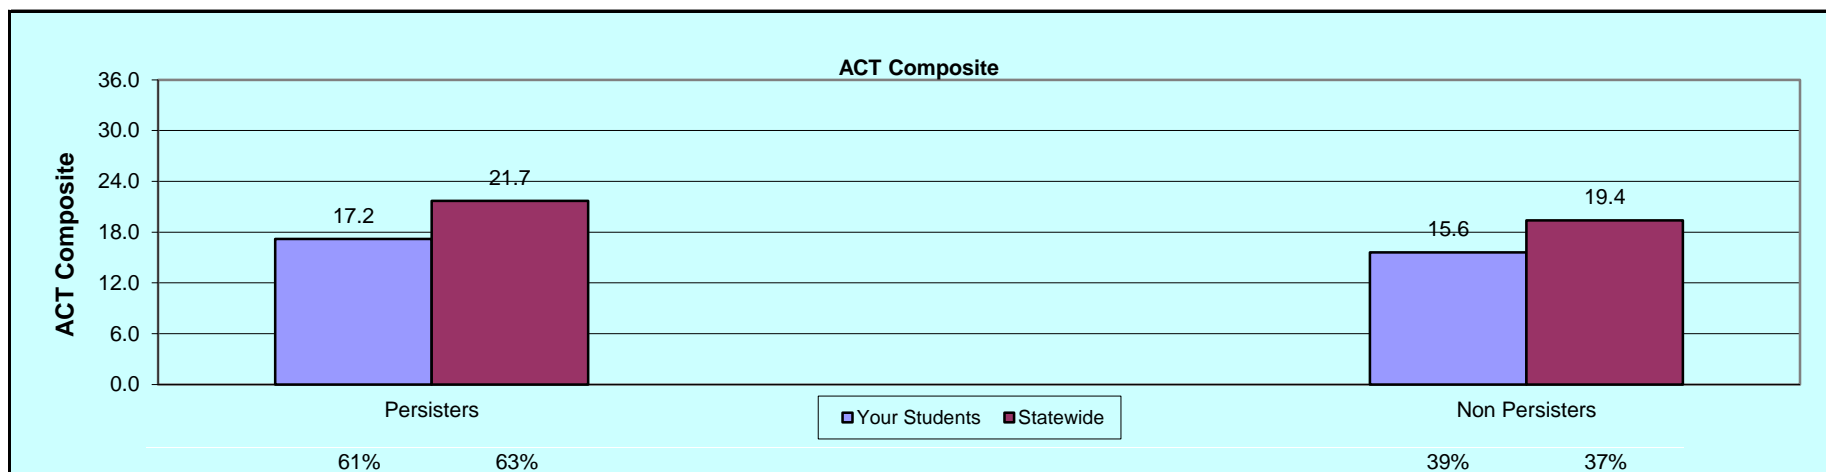 ACT Composite
36.0
30.0
24.0
18.0
12.0
6.0
0.0
ACT Composite
17.2
21.7
15.6
19.4
Persisters
Non Persisters
Your Students
Statewide
61% 63% 39% 37%